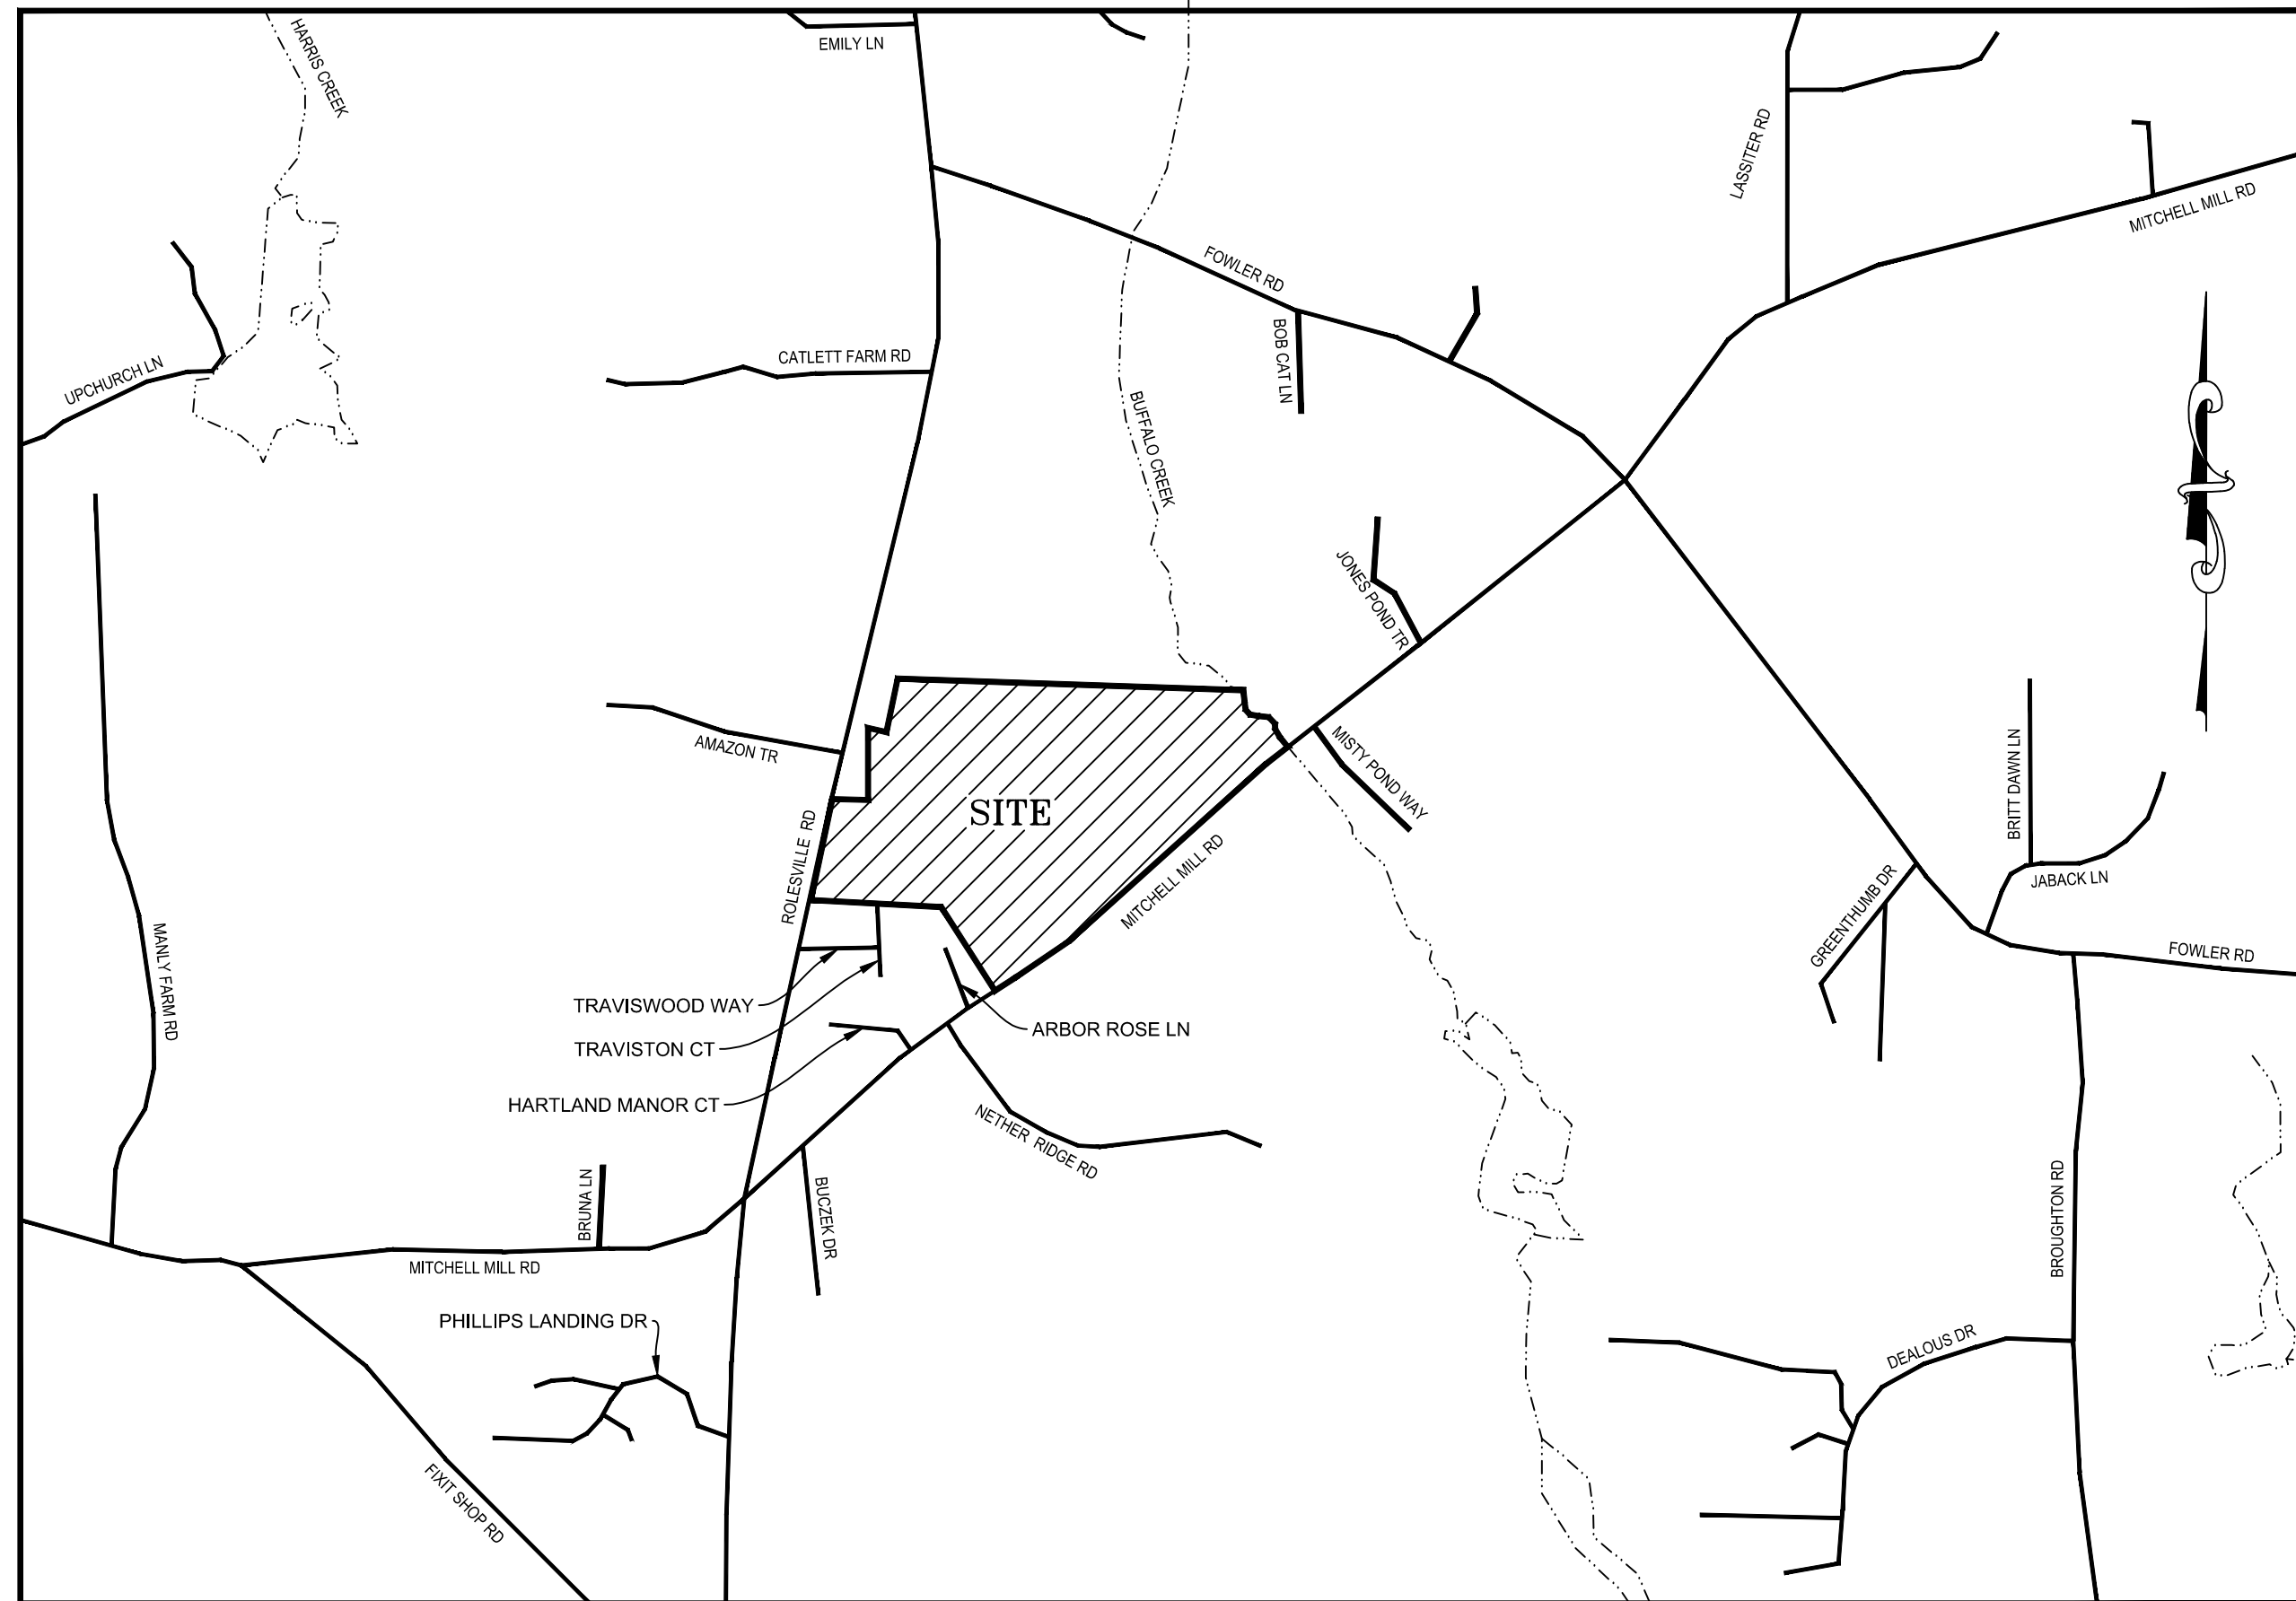 HARRIS CREEK
EMILY LN
LASSITER RD
MITCHELL MILL RD
FOWLER RD
BOB CAT LN
CATLETT FARM RD
UPCHURCH LN
BUFFALO CREEK
JONES POND TR
AMAZON TR
MISTY POND WAY
BRITT DAWN LN
SITE
ROLESVILLE RD
MITCHELL MILL RD
JABACK LN
GREENTHUMB DR
MANLY FARM RD
FOWLER RD
TRAVISWOOD WAY
ARBOR ROSE LN
TRAVISTON CT
HARTLAND MANOR CT
NETHER RIDGE RD
BRUNA LN
BUCZEK DR
BROUGHTON RD
MITCHELL MILL RD
PHILLIPS LANDING DR
DEALOUS DR
FIXIT SHOP RD